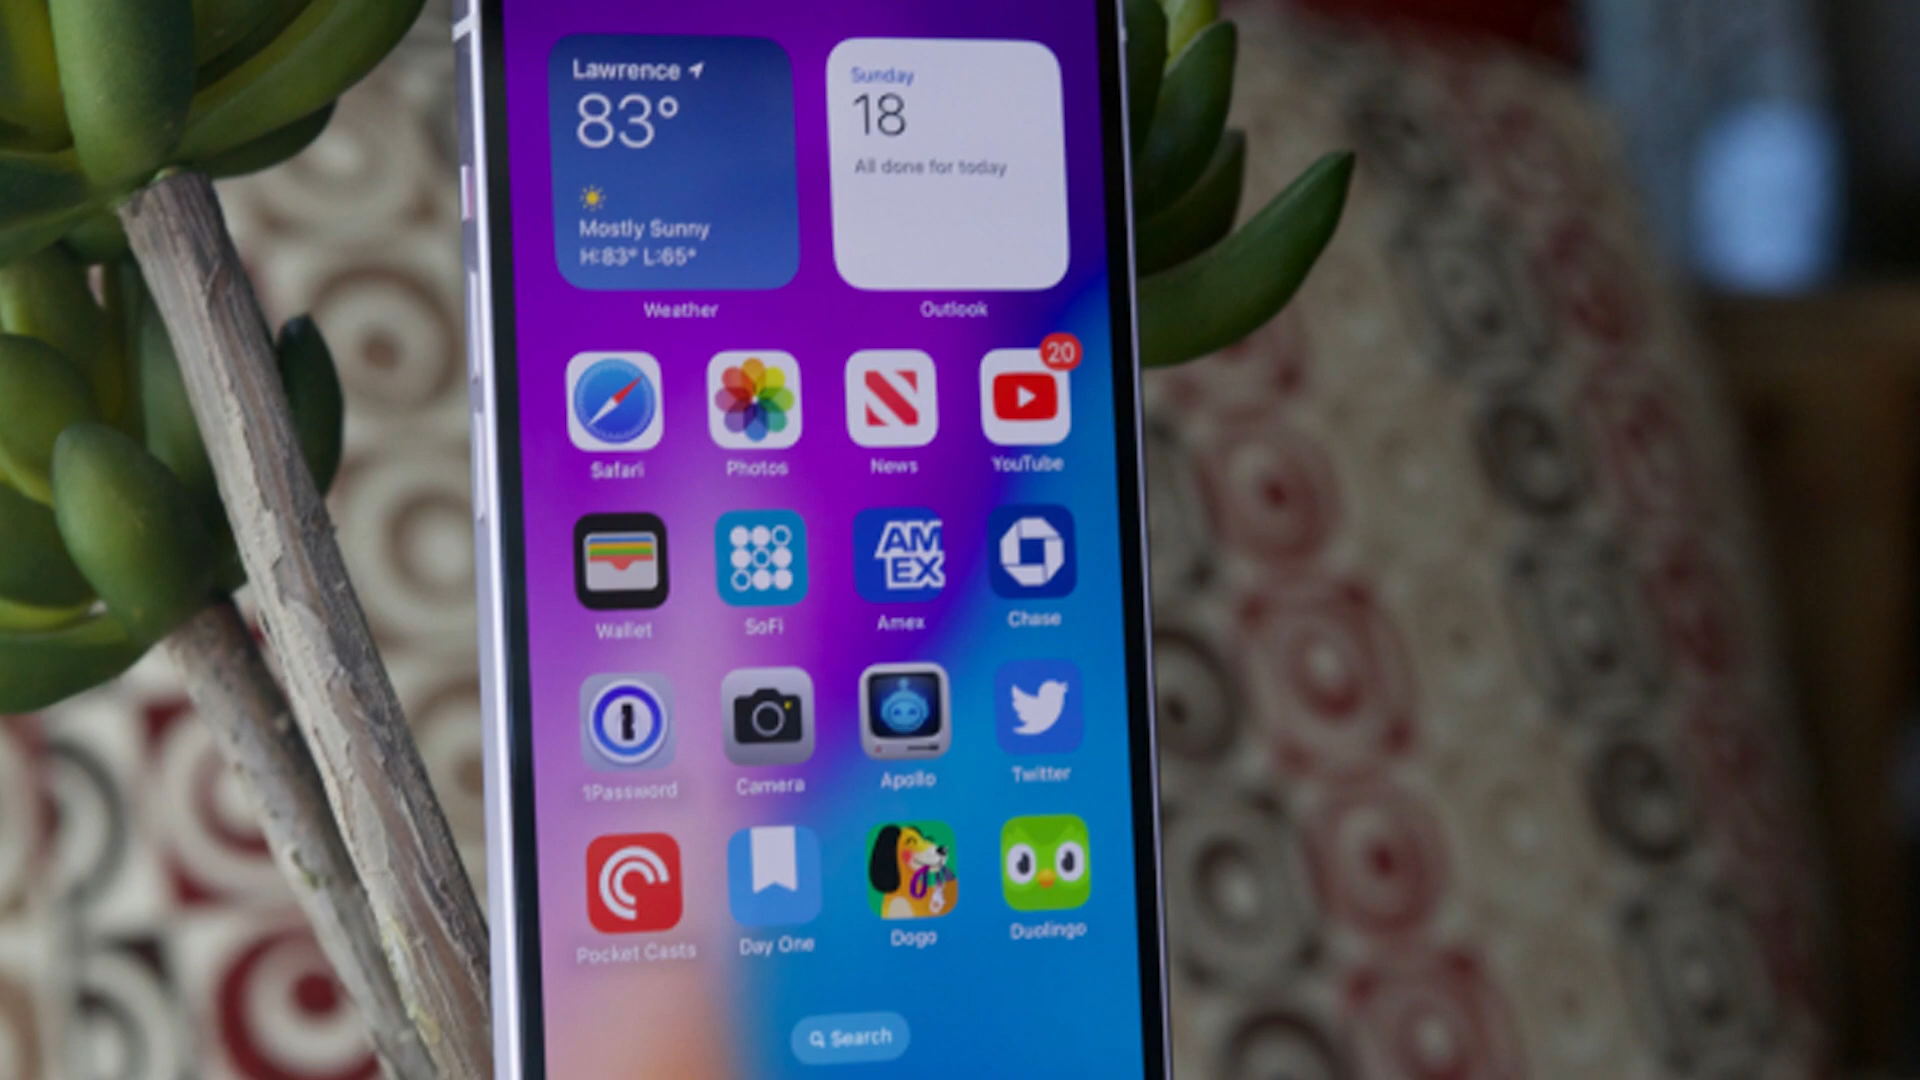 Lawrence
83°
Mostly Sunny
H:83° L:65°
Weather
Sunday
18
All done for today
Outlook
20
Safari
Photos
News
YouTube
AM
EX
Wallet
SoFi
Amex
Chase
1Password
Camera
Apollo
Twitter
Pocket Casts
Day One
Dogo
Duolingo
Search